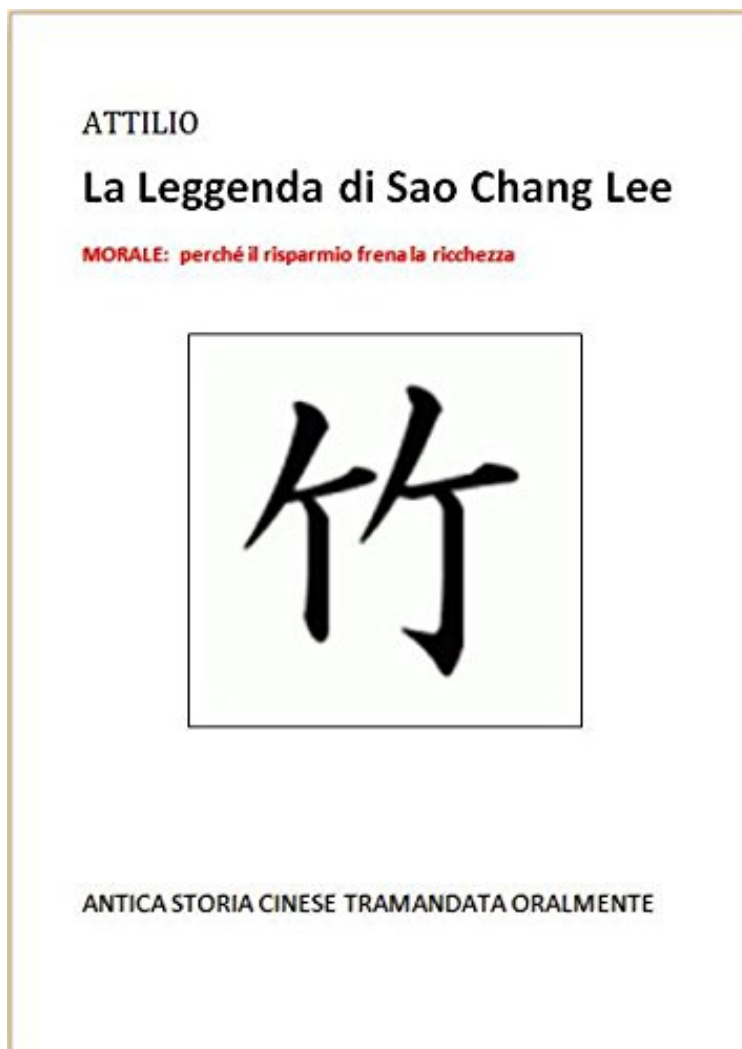 ATTILIO
La Leggenda di Sao Chang Lee
MORALE: perché il risparmio frena la ricchezza
竹
ANTICA STORIA CINESE TRAMANDATA ORALMENTE